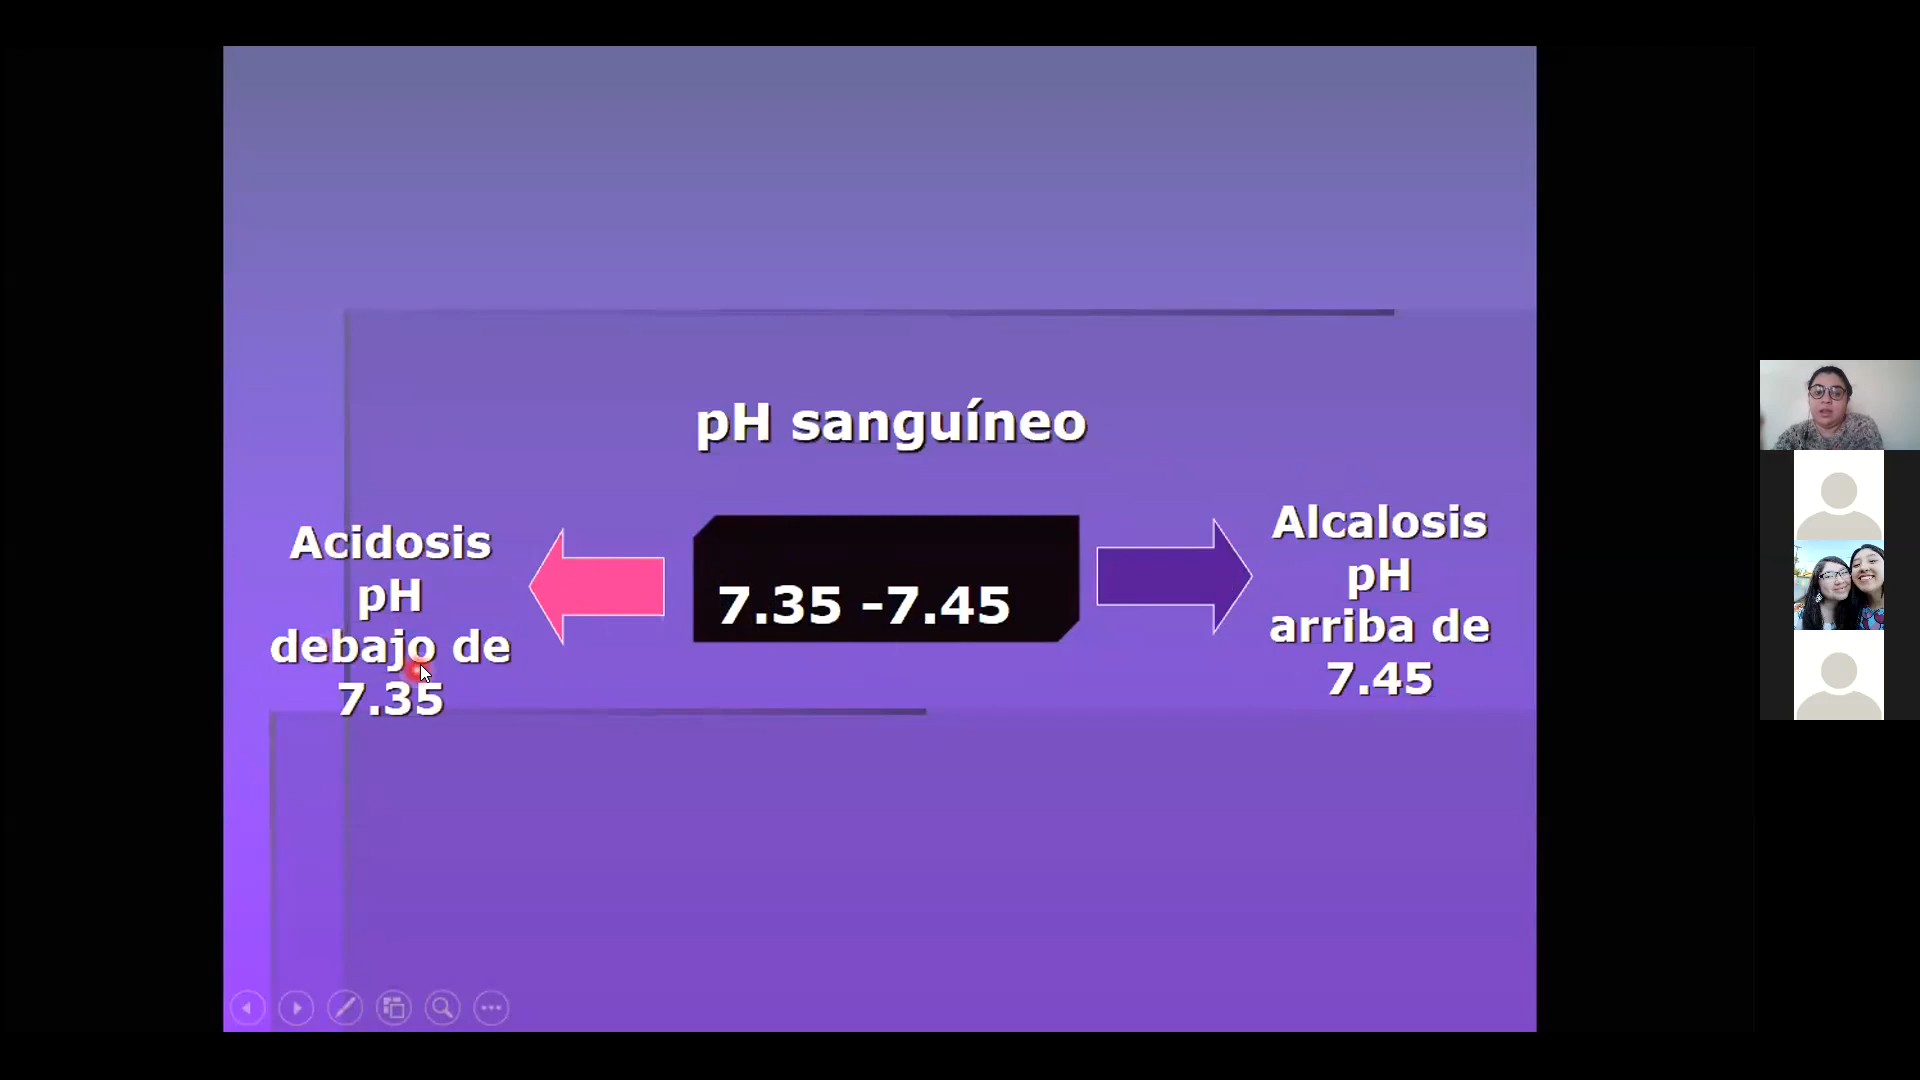 pH sanguíneo
Acidosis
pH
debajo de
7.35
7.35 -7.45
Alcalosis
pH
arriba de
7.45